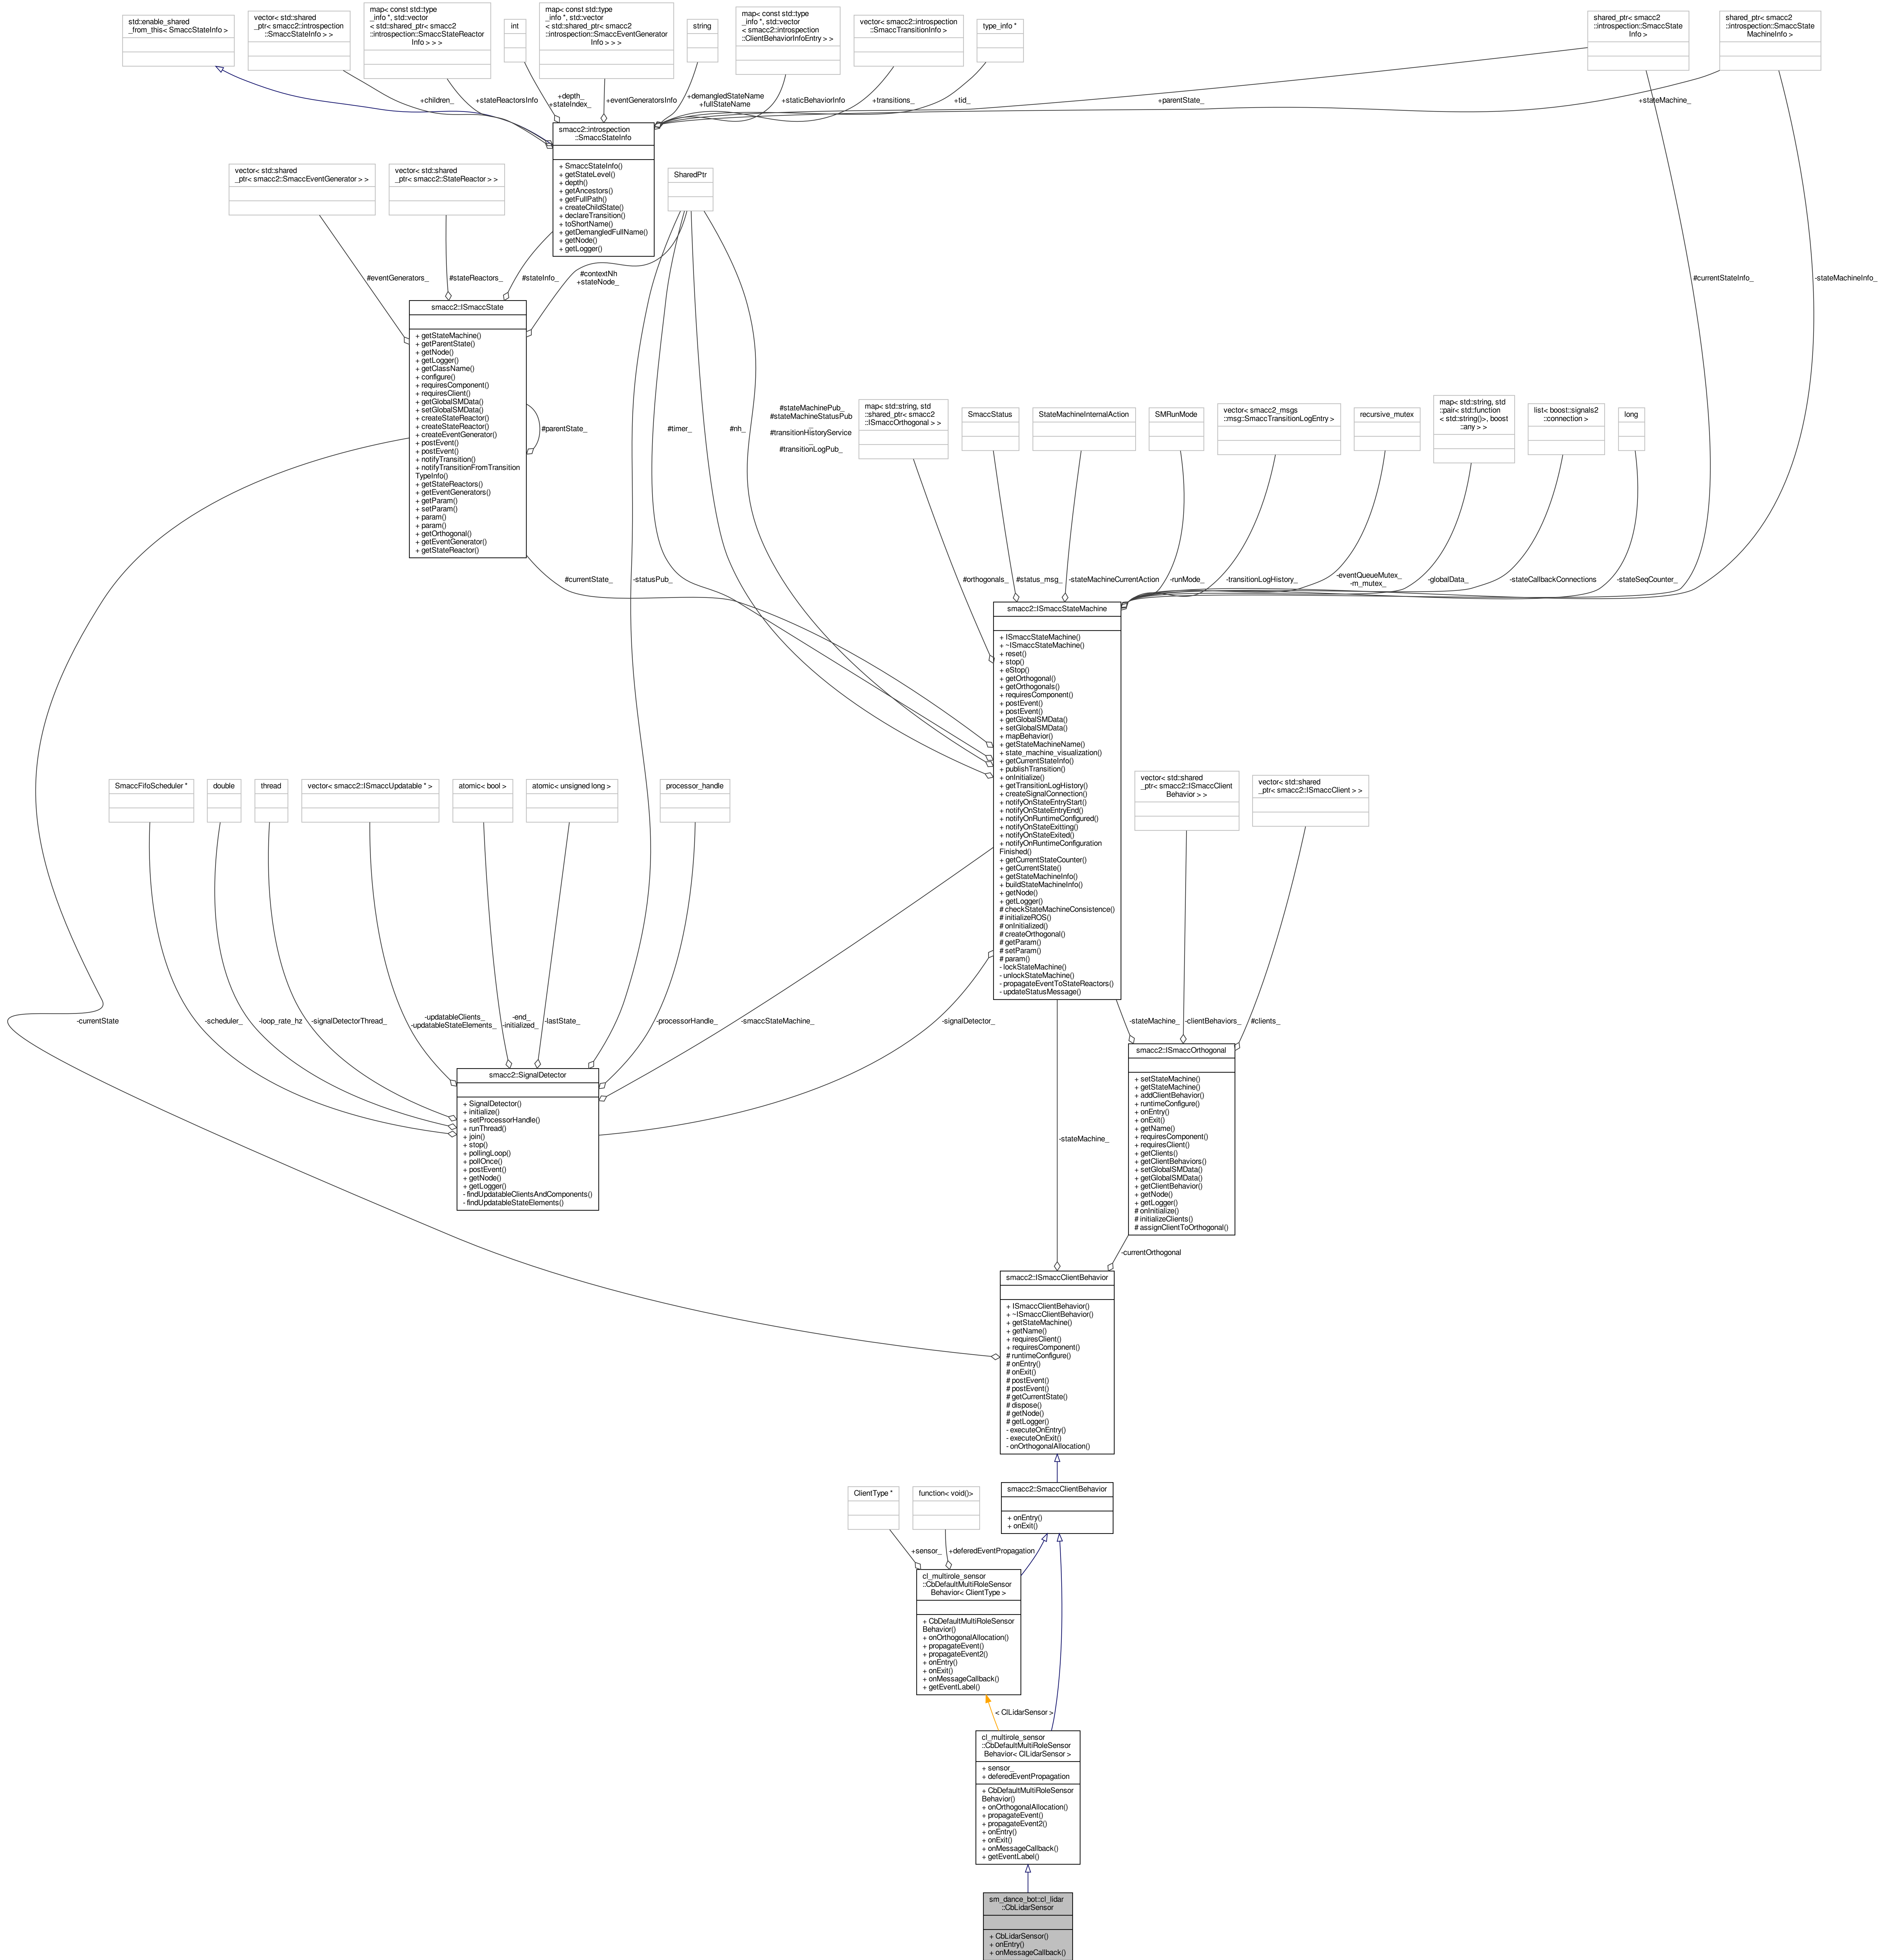 std::enable_shared
_from_this< SmaccStateInfo >
vector< std::shared
_ptr< smacc2::introspection
::SmaccStateInfo > >
map< const std::type
_info *, std::vector
< std::shared_ptr< smacc2
::introspection::SmaccStateReactor
Info > > >
int
map< const std::type
_info *, std::vector
< std::shared_ptr< smacc2
::introspection::SmaccEventGenerator
Info > > >
string
map< const std::type
_info *, std::vector
< smacc2::introspection
::ClientBehaviorInfoEntry > >
vector< smacc2::introspection
::SmaccTransitionInfo >
type_info *
shared_ptr< smacc2
::introspection::SmaccState
Info >
shared_ptr< smacc2
::introspection::SmaccState
MachineInfo >
+children_
+stateReactorsInfo
+depth_
+stateIndex_
+eventGeneratorsInfo
+demangledStateName
+fullStateName
+staticBehaviorInfo
+transitions_
+tid_
+parentState_
+stateMachine_
smacc2::introspection
::SmaccStateInfo
+ SmaccStateInfo()
+ getStateLevel()
+ depth()
+ getAncestors()
+ getFullPath()
+ createChildState()
+ declareTransition()
+ toShortName()
+ getDemangledFullName()
+ getNode()
+ getLogger()
vector< std::shared
_ptr< smacc2::SmaccEventGenerator > >
vector< std::shared
_ptr< smacc2::StateReactor > >
SharedPtr
#eventGenerators_
#stateReactors_
#stateInfo_
#contextNh
+stateNode_
#currentStateInfo_
-stateMachineInfo_
smacc2::ISmaccState
+ getStateMachine()
+ getParentState()
+ getNode()
+ getLogger()
+ getClassName()
+ configure()
+ requiresComponent()
+ requiresClient()
+ getGlobalSMData()
+ setGlobalSMData()
+ createStateReactor()
+ createStateReactor()
+ createEventGenerator()
+ postEvent()
+ postEvent()
+ notifyTransition()
+ notifyTransitionFromTransition
TypeInfo()
+ getStateReactors()
+ getEventGenerators()
+ getParam()
+ setParam()
+ param()
+ param()
+ getOrthogonal()
+ getEventGenerator()
+ getStateReactor()
#parentState_
#timer_
#nh_
#stateMachinePub_
#stateMachineStatusPub
_
#transitionHistoryService
_
#transitionLogPub_
map< std::string, std
::shared_ptr< smacc2
::ISmaccOrthogonal > >
SmaccStatus
StateMachineInternalAction
SMRunMode
vector< smacc2_msgs
::msg::SmaccTransitionLogEntry >
recursive_mutex
map< std::string, std
::pair< std::function
< std::string()>, boost
::any > >
list< boost::signals2
::connection >
long
#currentState_
-statusPub_
#orthogonals_
#status_msg_
-stateMachineCurrentAction
-runMode_
-transitionLogHistory_
-eventQueueMutex_
-m_mutex_
-globalData_
-stateCallbackConnections
-stateSeqCounter_
smacc2::ISmaccStateMachine
+ ISmaccStateMachine()
+ ~ISmaccStateMachine()
+ reset()
+ stop()
+ eStop()
+ getOrthogonal()
+ getOrthogonals()
+ requiresComponent()
+ postEvent()
+ postEvent()
+ getGlobalSMData()
+ setGlobalSMData()
+ mapBehavior()
+ getStateMachineName()
+ state_machine_visualization()
+ getCurrentStateInfo()
+ publishTransition()
+ onInitialize()
+ getTransitionLogHistory()
+ createSignalConnection()
+ notifyOnStateEntryStart()
+ notifyOnStateEntryEnd()
+ notifyOnRuntimeConfigured()
+ notifyOnStateExitting()
+ notifyOnStateExited()
+ notifyOnRuntimeConfiguration
Finished()
+ getCurrentStateCounter()
+ getCurrentState()
+ getStateMachineInfo()
+ buildStateMachineInfo()
+ getNode()
+ getLogger()
# checkStateMachineConsistence()
# initializeROS()
# onInitialized()
# createOrthogonal()
# getParam()
# setParam()
# param()
- lockStateMachine()
- unlockStateMachine()
- propagateEventToStateReactors()
- updateStatusMessage()
SmaccFifoScheduler *
double
thread
vector< smacc2::ISmaccUpdatable * >
atomic< bool >
atomic< unsigned long >
processor_handle
vector< std::shared
_ptr< smacc2::ISmaccClient
Behavior > >
vector< std::shared
_ptr< smacc2::ISmaccClient > >
-currentState
-scheduler_
-loop_rate_hz
-signalDetectorThread_
-updatableClients_
-updatableStateElements_
-end_
-initialized_
-lastState_
-processorHandle_
-smaccStateMachine_
-signalDetector_
-stateMachine_
-clientBehaviors_
#clients_
smacc2::SignalDetector
+ SignalDetector()
+ initialize()
+ setProcessorHandle()
+ runThread()
+ join()
+ stop()
+ pollingLoop()
+ pollOnce()
+ postEvent()
+ getNode()
+ getLogger()
- findUpdatableClientsAndComponents()
- findUpdatableStateElements()
smacc2::ISmaccOrthogonal
+ setStateMachine()
+ getStateMachine()
+ addClientBehavior()
+ runtimeConfigure()
+ onEntry()
+ onExit()
+ getName()
+ requiresComponent()
+ requiresClient()
+ getClients()
+ getClientBehaviors()
+ setGlobalSMData()
+ getGlobalSMData()
+ getClientBehavior()
+ getNode()
+ getLogger()
# onInitialize()
# initializeClients()
# assignClientToOrthogonal()
-stateMachine_
-currentOrthogonal
smacc2::ISmaccClientBehavior
+ ISmaccClientBehavior()
+ ~ISmaccClientBehavior()
+ getStateMachine()
+ getName()
+ requiresClient()
+ requiresComponent()
# runtimeConfigure()
# onEntry()
# onExit()
# postEvent()
# postEvent()
# getCurrentState()
# dispose()
# getNode()
# getLogger()
- executeOnEntry()
- executeOnExit()
- onOrthogonalAllocation()
ClientType *
function< void()>
smacc2::SmaccClientBehavior
+ onEntry()
+ onExit()
+sensor_
+deferedEventPropagation
cl_multirole_sensor
::CbDefaultMultiRoleSensor
Behavior< ClientType >
+ CbDefaultMultiRoleSensor
Behavior()
+ onOrthogonalAllocation()
+ propagateEvent()
+ propagateEvent2()
+ onEntry()
+ onExit()
+ onMessageCallback()
+ getEventLabel()
< ClLidarSensor >
cl_multirole_sensor
::CbDefaultMultiRoleSensor
Behavior< ClLidarSensor >
+ sensor_
+ deferedEventPropagation
+ CbDefaultMultiRoleSensor
Behavior()
+ onOrthogonalAllocation()
+ propagateEvent()
+ propagateEvent2()
+ onEntry()
+ onExit()
+ onMessageCallback()
+ getEventLabel()
sm_dance_bot::cl_lidar
::CbLidarSensor
+ CbLidarSensor()
+ onEntry()
+ onMessageCallback()